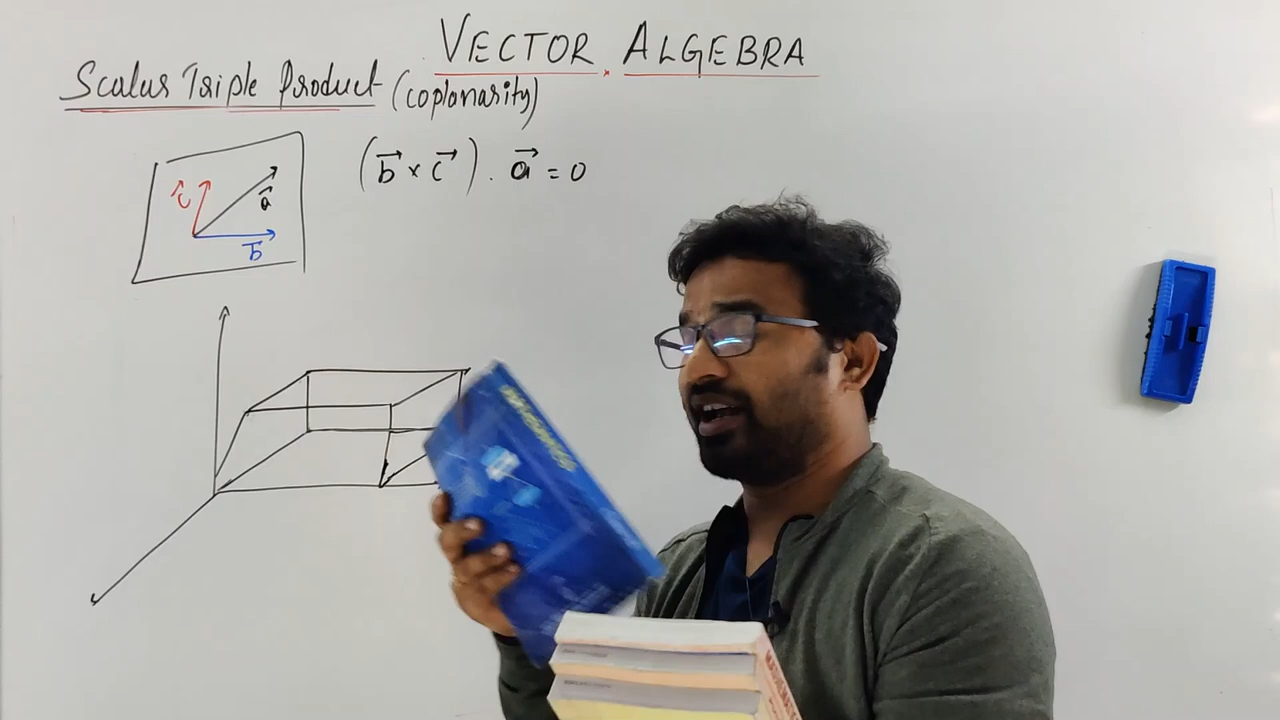 VECTOR ALGEBRA
Scalar Triple Product (coplanarity)
(b⃗ × c⃗) . a⃗ = 0
c⃗
a⃗
b⃗